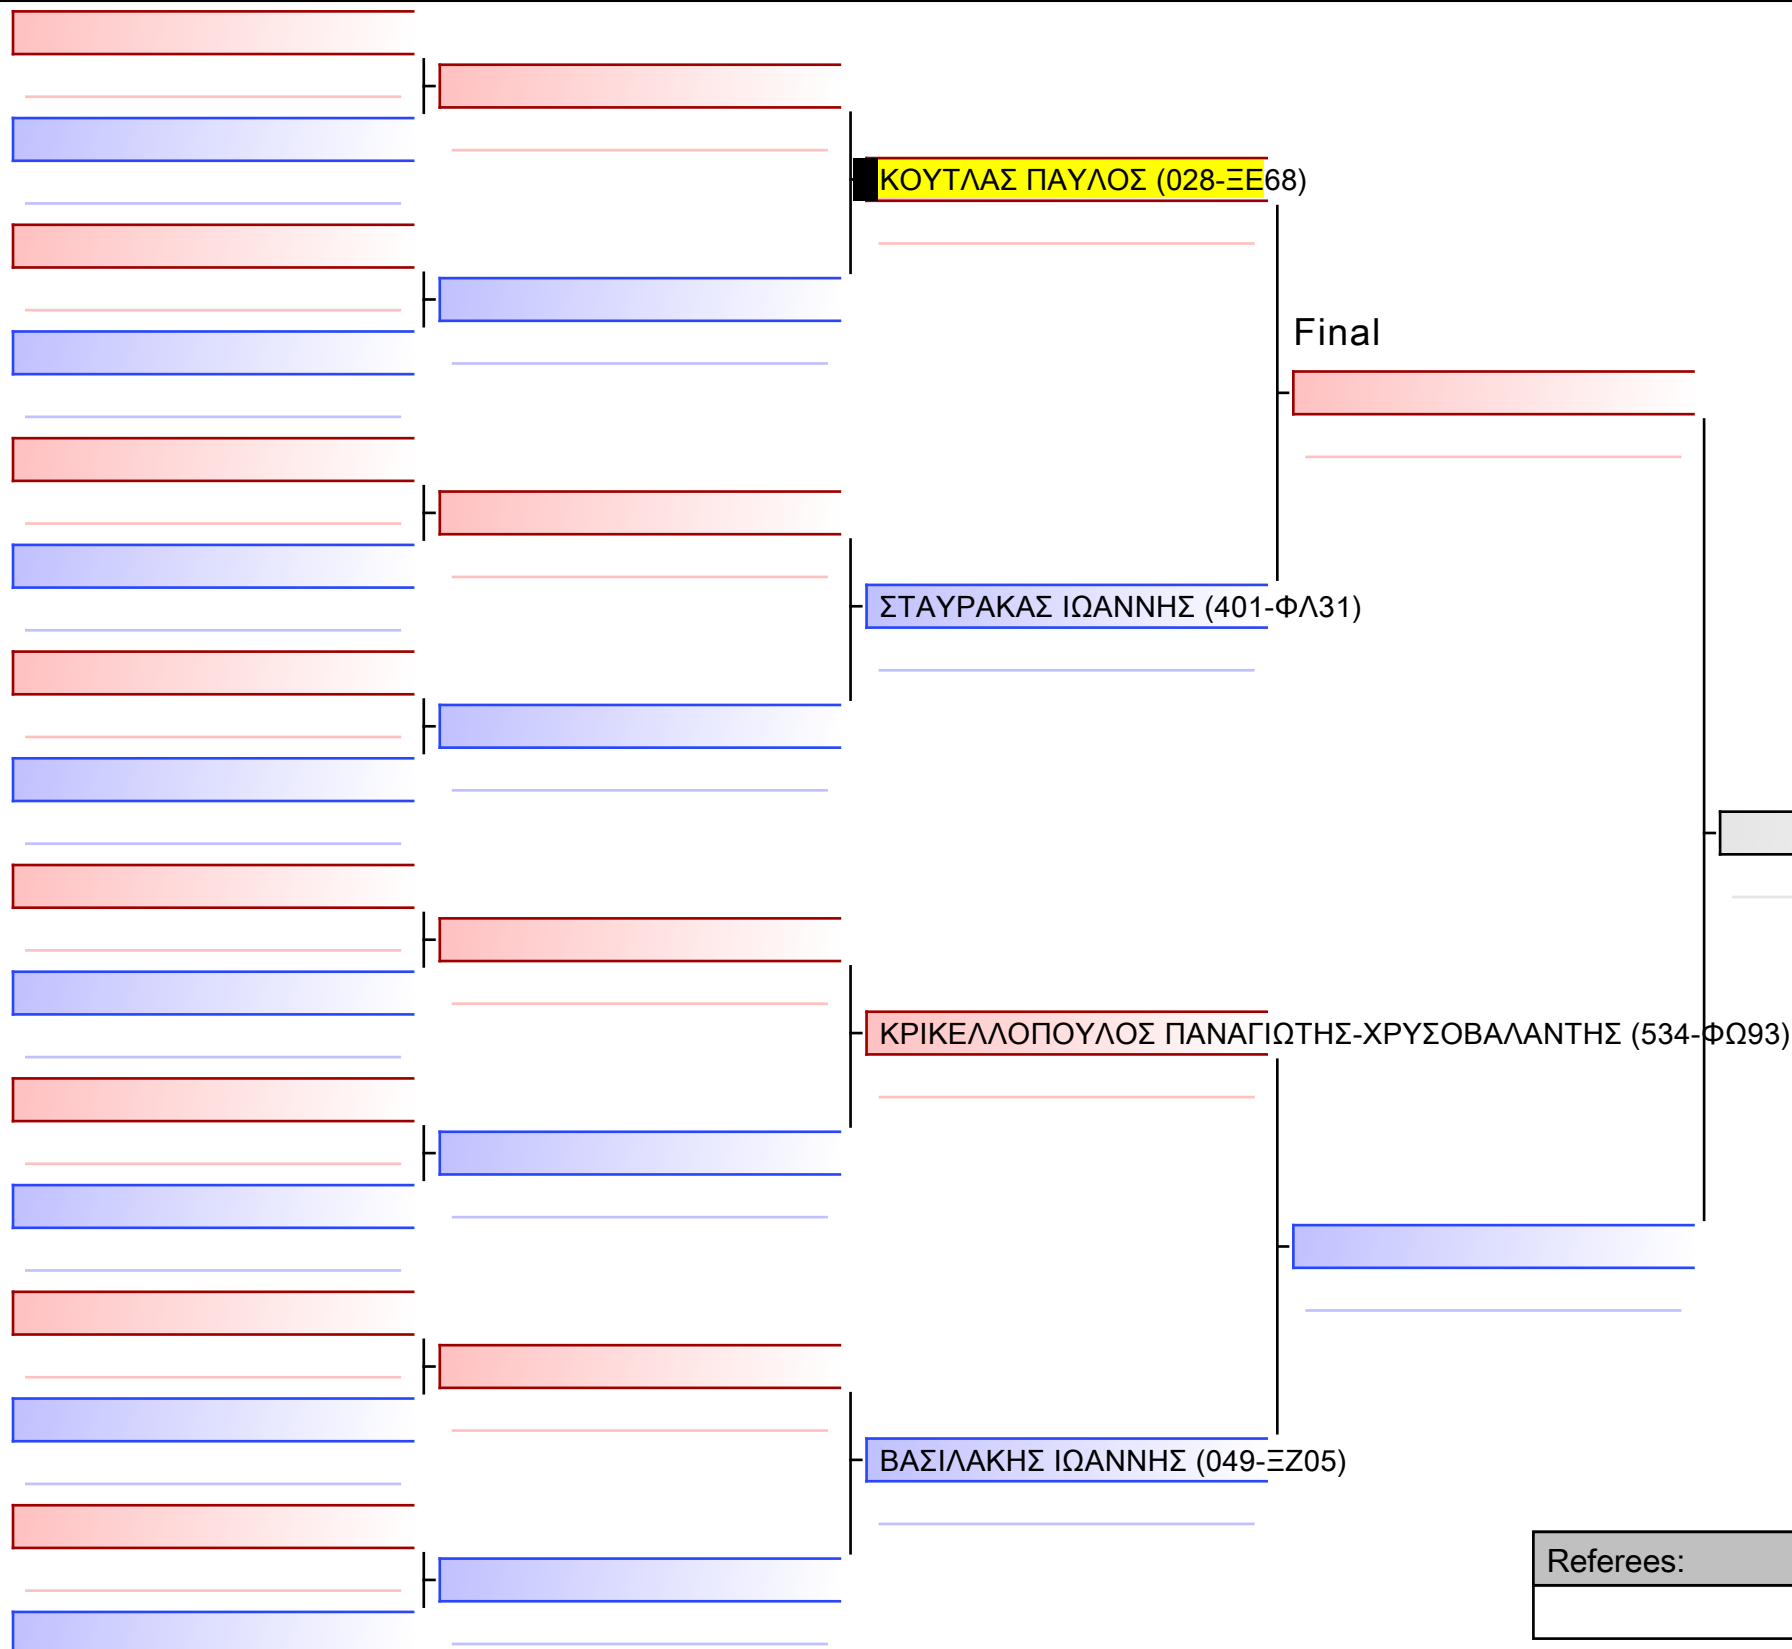 ΚΟΥΤΛΑΣ ΠΑΥΛΟΣ (028-ΞΕ68)
Final
ΣΤΑΥΡΑΚΑΣ ΙΩΑΝΝΗΣ (401-ΦΛ31)
ΚΡΙΚΕΛΛΟΠΟΥΛΟΣ ΠΑΝΑΓΙΩΤΗΣ-ΧΡΥΣΟΒΑΛΑΝΤΗΣ (534-ΦΩ93)
ΒΑΣΙΛΑΚΗΣ ΙΩΑΝΝΗΣ (049-ΞΖ05)
Referees: